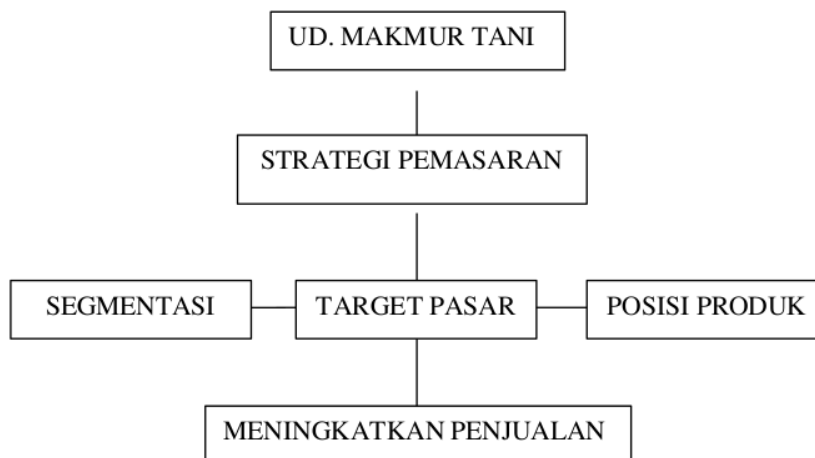 UD. MAKMUR TANI
STRATEGI PEMASARAN
SEGMENTASI
TARGET PASAR
POSISI PRODUK
MENINGKATKAN PENJUALAN